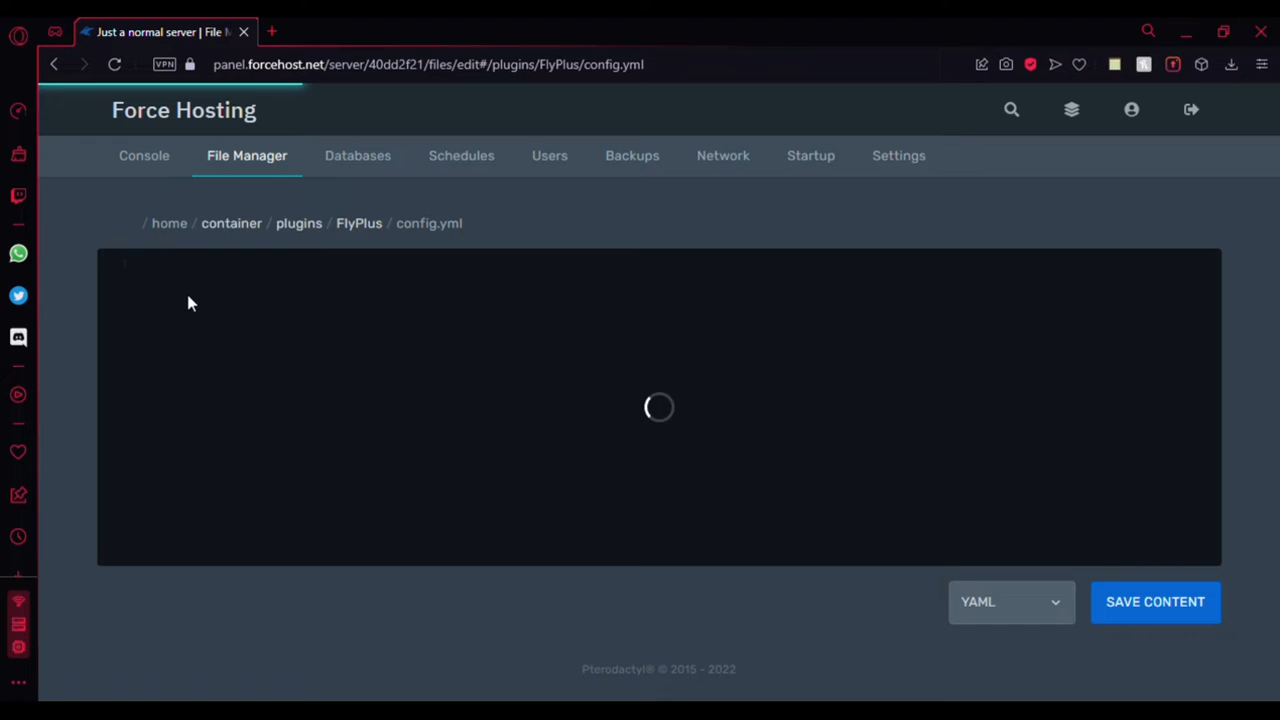 Just a normal server | File M
VPN
panel.forcehost.net/server/40dd2f21/files/edit#/plugins/FlyPlus/config.yml
Force Hosting
Console File Manager Databases Schedules Users Backups Network Startup Settings
/ home / container / plugins / FlyPlus / config.yml
1
YAML SAVE CONTENT
Pterodactyl® © 2015 - 2022